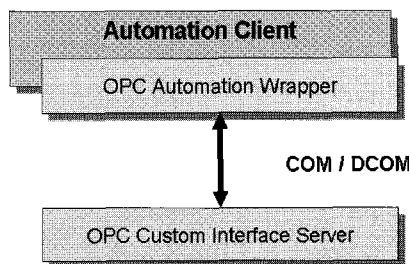 Automation Client
OPC Automation Wrapper
COM / DCOM
OPC Custom Interface Server